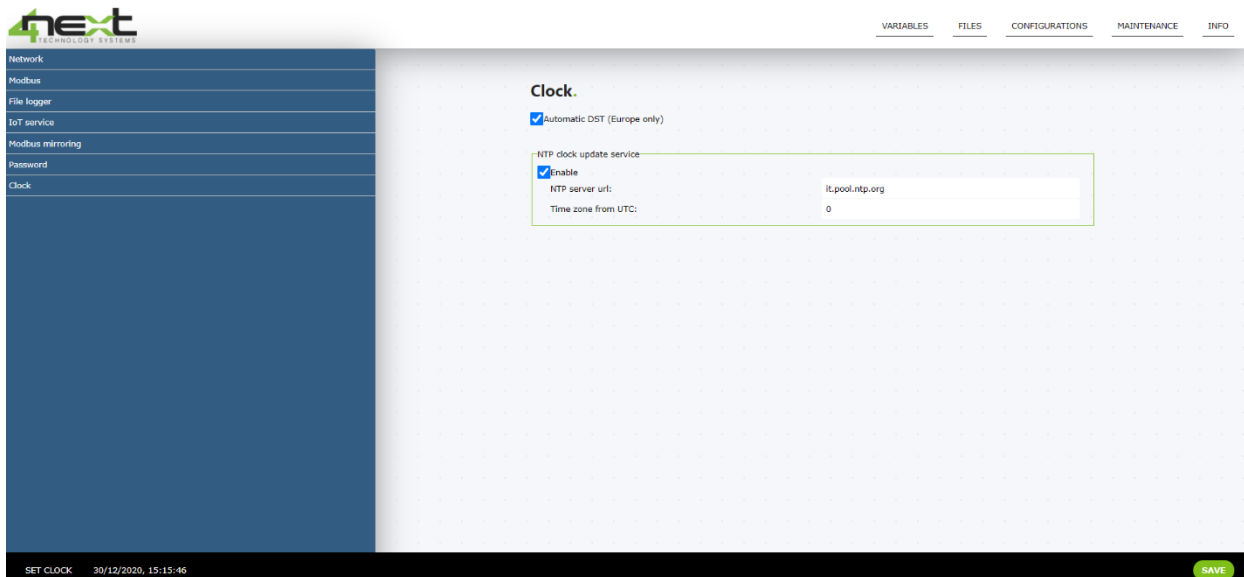 4next
TECHNOLOGY SYSTEMS
VARIABLES FILES CONFIGURATIONS MAINTENANCE INFO
Network
Modbus
File logger
IoT service
Modbus mirroring
Password
Clock
Clock.
Automatic DST (Europe only)
NTP clock update service
Enable
NTP server url: it.pool.ntp.org
Time zone from UTC: 0
SET CLOCK 30/12/2020, 15:15:46 SAVE